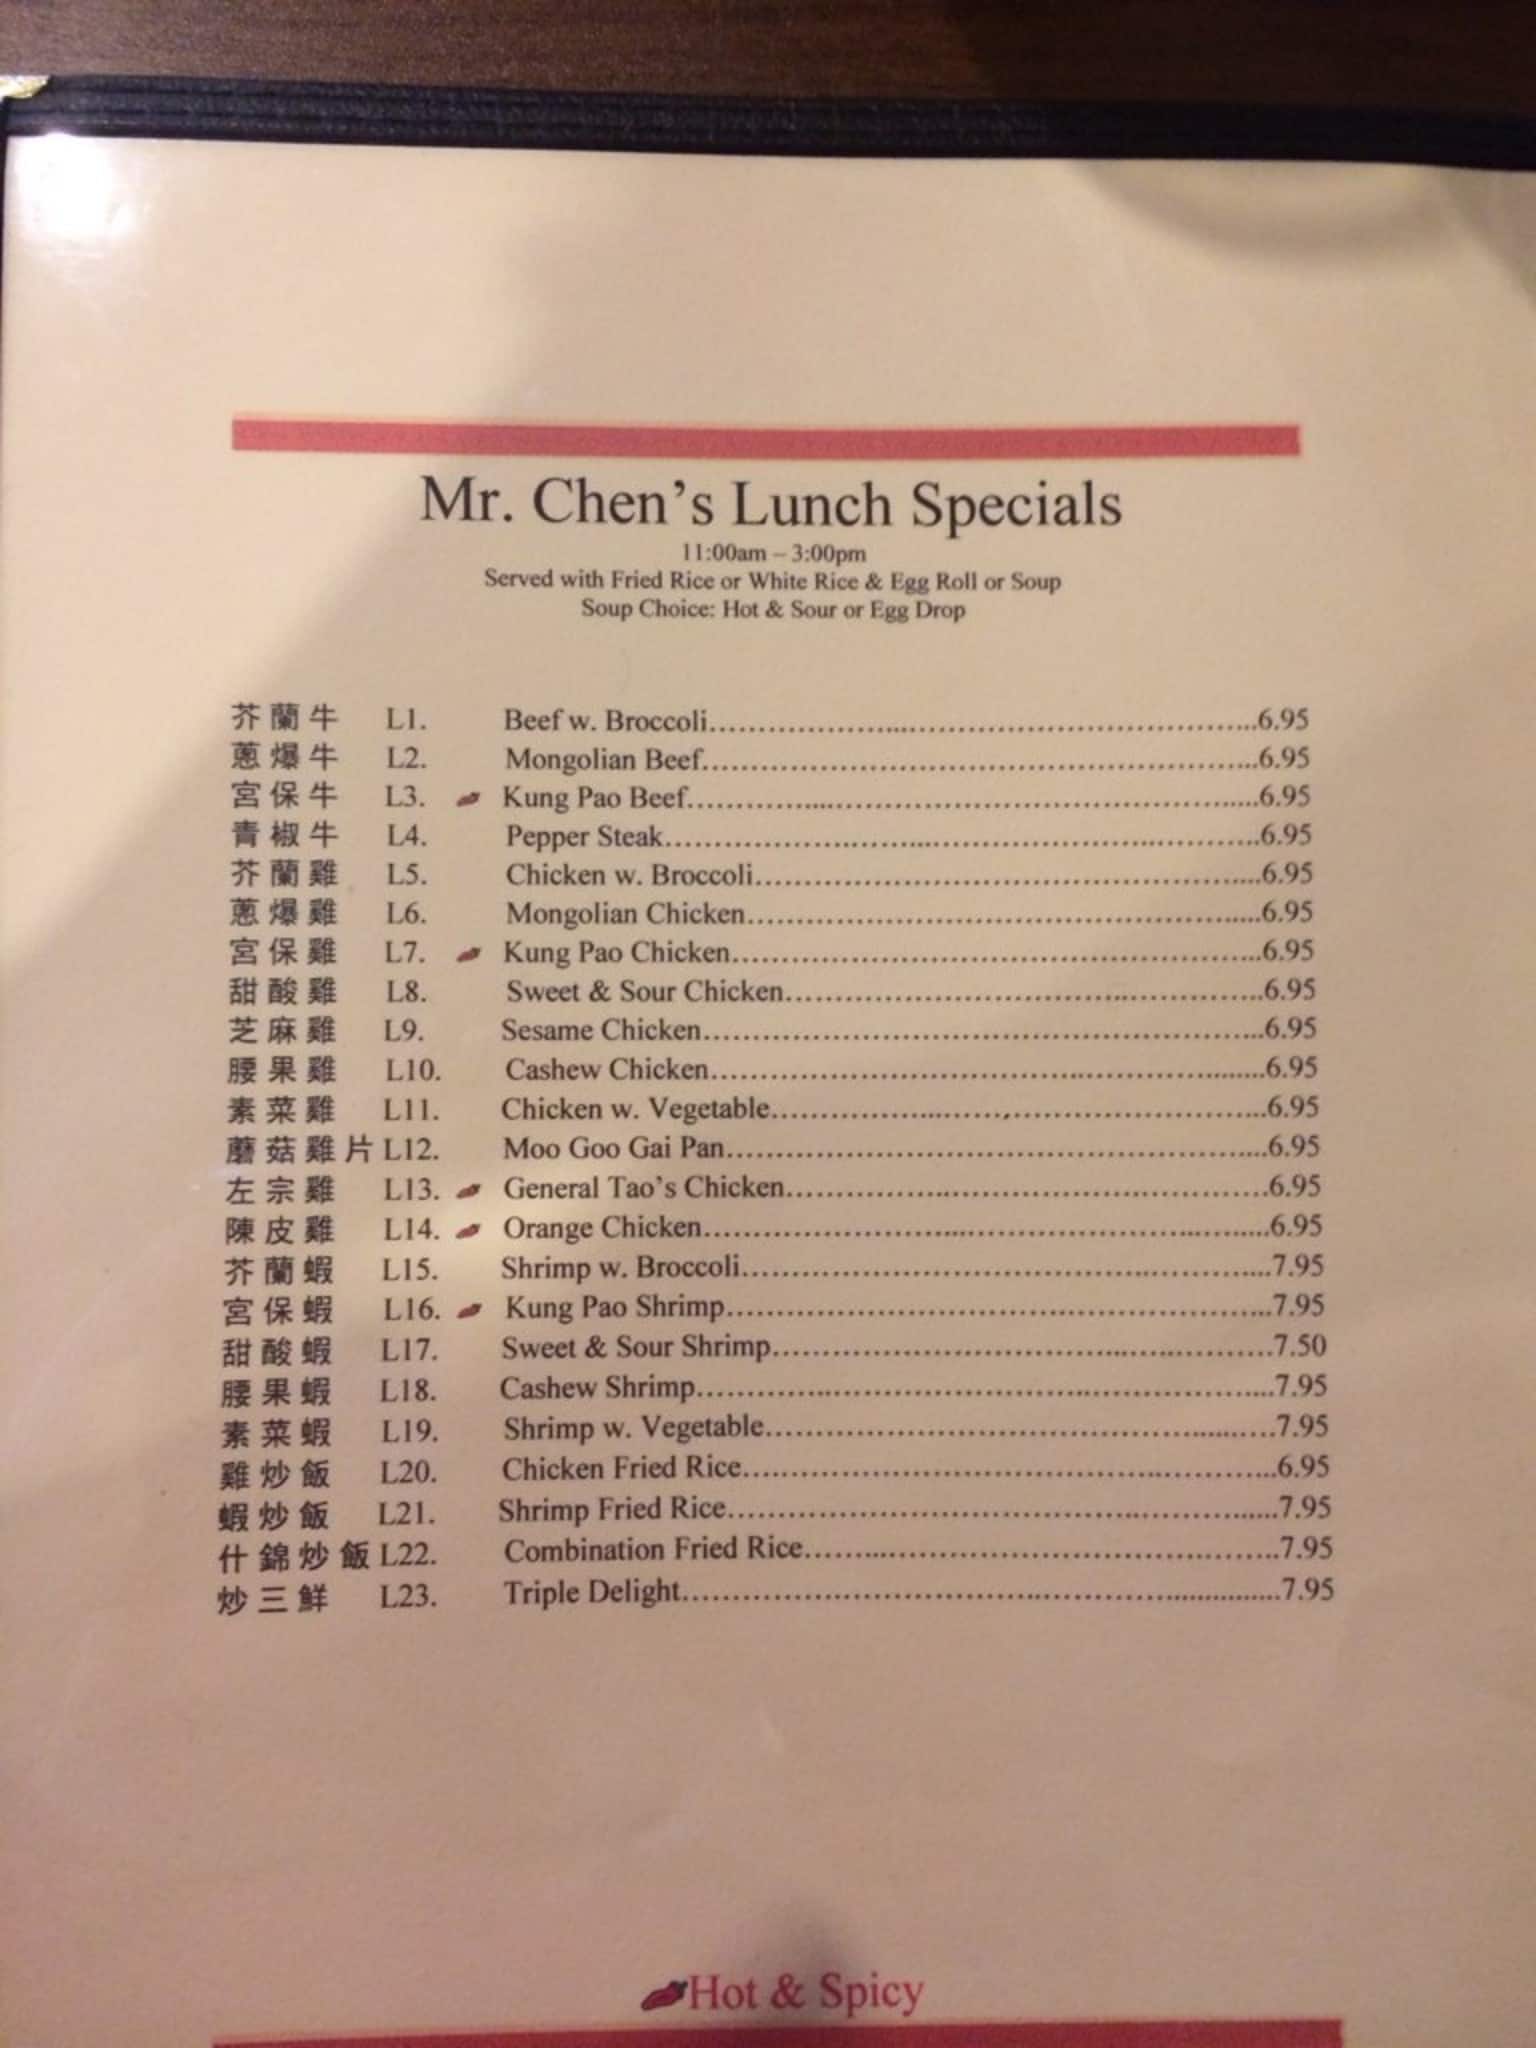 Mr. Chen's Lunch Specials
11:00am – 3:00pm
Served with Fried Rice or White Rice & Egg Roll or Soup
Soup Choice: Hot & Sour or Egg Drop
芥蘭牛 L1. Beef w. Broccoli 6.95
蔥爆牛 L2. Mongolian Beef 6.95
宮保牛 L3. Kung Pao Beef 6.95
青椒牛 L4. Pepper Steak 6.95
芥蘭雞 L5. Chicken w. Broccoli 6.95
蔥爆雞 L6. Mongolian Chicken 6.95
宮保雞 L7. Kung Pao Chicken 6.95
甜酸雞 L8. Sweet & Sour Chicken 6.95
芝麻雞 L9. Sesame Chicken 6.95
腰果雞 L10. Cashew Chicken 6.95
素菜雞 L11. Chicken w. Vegetable 6.95
蘑菇雞片 L12. Moo Goo Gai Pan 6.95
左宗雞 L13. General Tao's Chicken 6.95
陳皮雞 L14. Orange Chicken 6.95
芥蘭蝦 L15. Shrimp w. Broccoli 7.95
宮保蝦 L16. Kung Pao Shrimp 7.95
甜酸蝦 L17. Sweet & Sour Shrimp 7.50
腰果蝦 L18. Cashew Shrimp 7.95
素菜蝦 L19. Shrimp w. Vegetable 7.95
雞炒飯 L20. Chicken Fried Rice 6.95
蝦炒飯 L21. Shrimp Fried Rice 7.95
什錦炒飯 L22. Combination Fried Rice 7.95
炒三鮮 L23. Triple Delight 7.95
Hot & Spicy